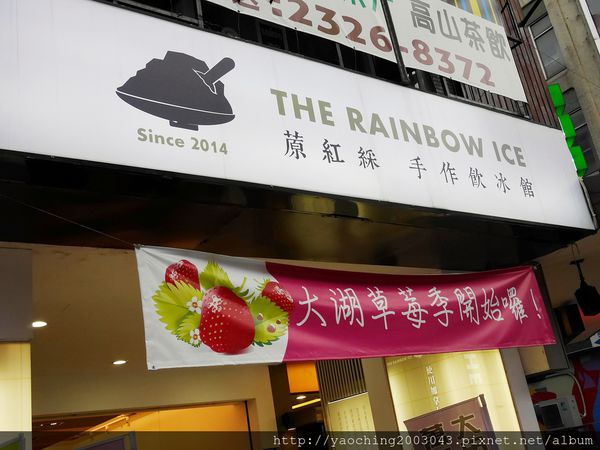 :2326-8372
高山茶飲
THE RAINBOW ICE
Since 2014
蒝紅綵 手作飲冰館
大湖草莓季開始囉！
http://yaoching2003043.pixnet.net/album